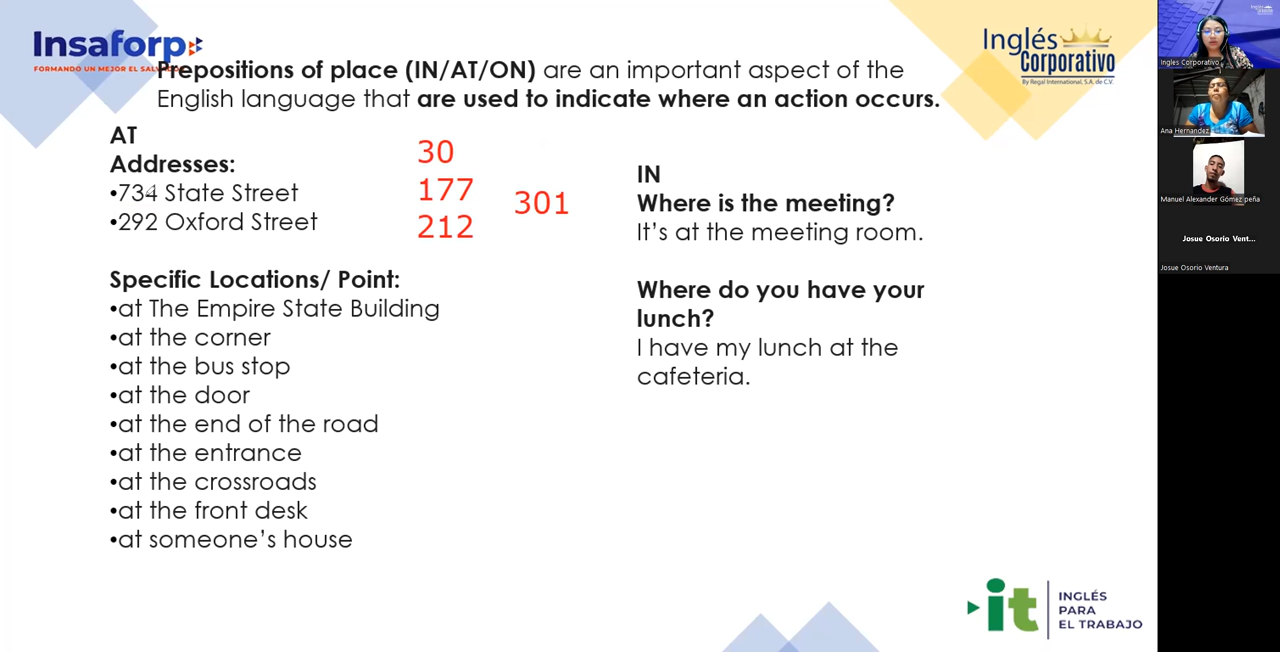 Insaforp
FORMANDO UN MEJOR EL
Prepositions of place (IN/AT/ON) are an important aspect of the
English language that are used to indicate where an action occurs.
Inglés
Corporativo
By Regal International, S.A. de C.V.
AT
Addresses:
•734 State Street
•292 Oxford Street
30
177
212
301
Specific Locations/ Point:
•at The Empire State Building
•at the corner
•at the bus stop
•at the door
•at the end of the road
•at the entrance
•at the crossroads
•at the front desk
•at someone’s house
IN
Where is the meeting?
It’s at the meeting room.
Where do you have your
lunch?
I have my lunch at the
cafeteria.
it
INGLÉS
PARA
EL TRABAJO
Ingles Corporativo
Ana Hernandez
Manuel Alexander Gómez peña
Josue Osorio Vent...
Josue Osorio Ventura